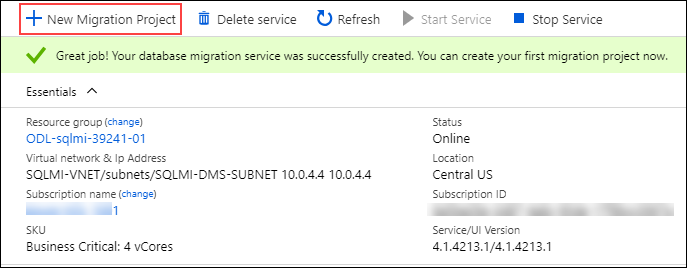 New Migration Project Delete service Refresh Start Service Stop Service
Great job! Your database migration service was successfully created. You can create your first migration project now.
Essentials
Resource group (change) Status
ODL-sqlmi-39241-01 Online
Virtual network & Ip Address Location
SQLMI-VNET/subnets/SQLMI-DMS-SUBNET 10.0.4.4 10.0.4.4 Central US
Subscription name (change) Subscription ID
1
SKU Service/UI Version
Business Critical: 4 vCores 4.1.4213.1/4.1.4213.1